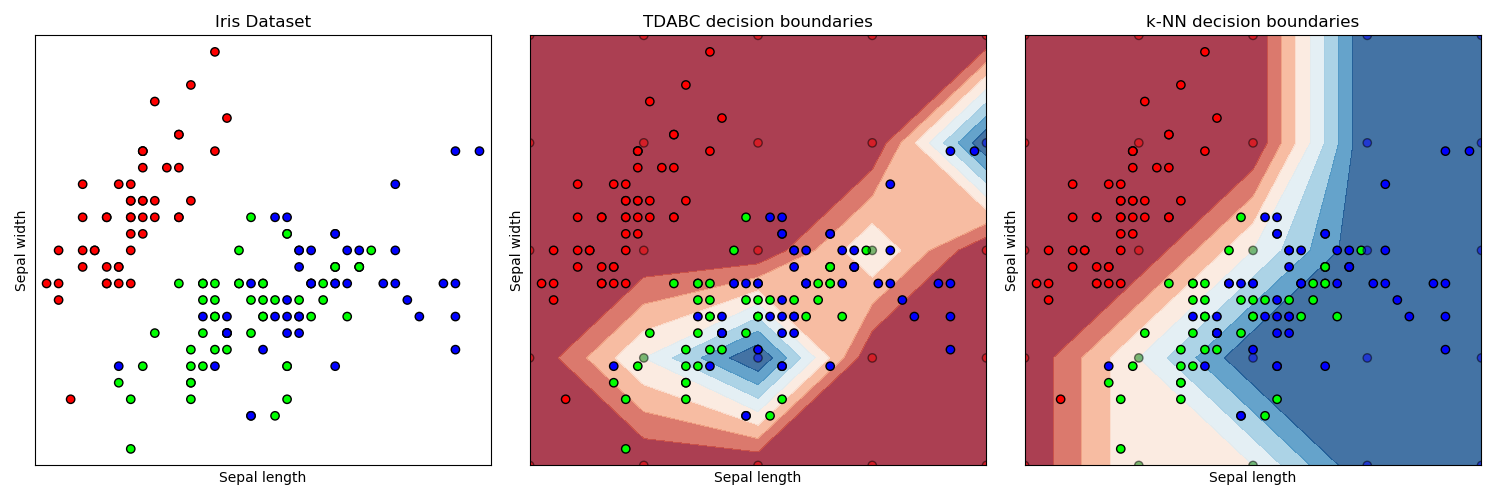 Iris Dataset
TDABC decision boundaries
k-NN decision boundaries
Sepal width
Sepal width
Sepal width
Sepal length
Sepal length
Sepal length